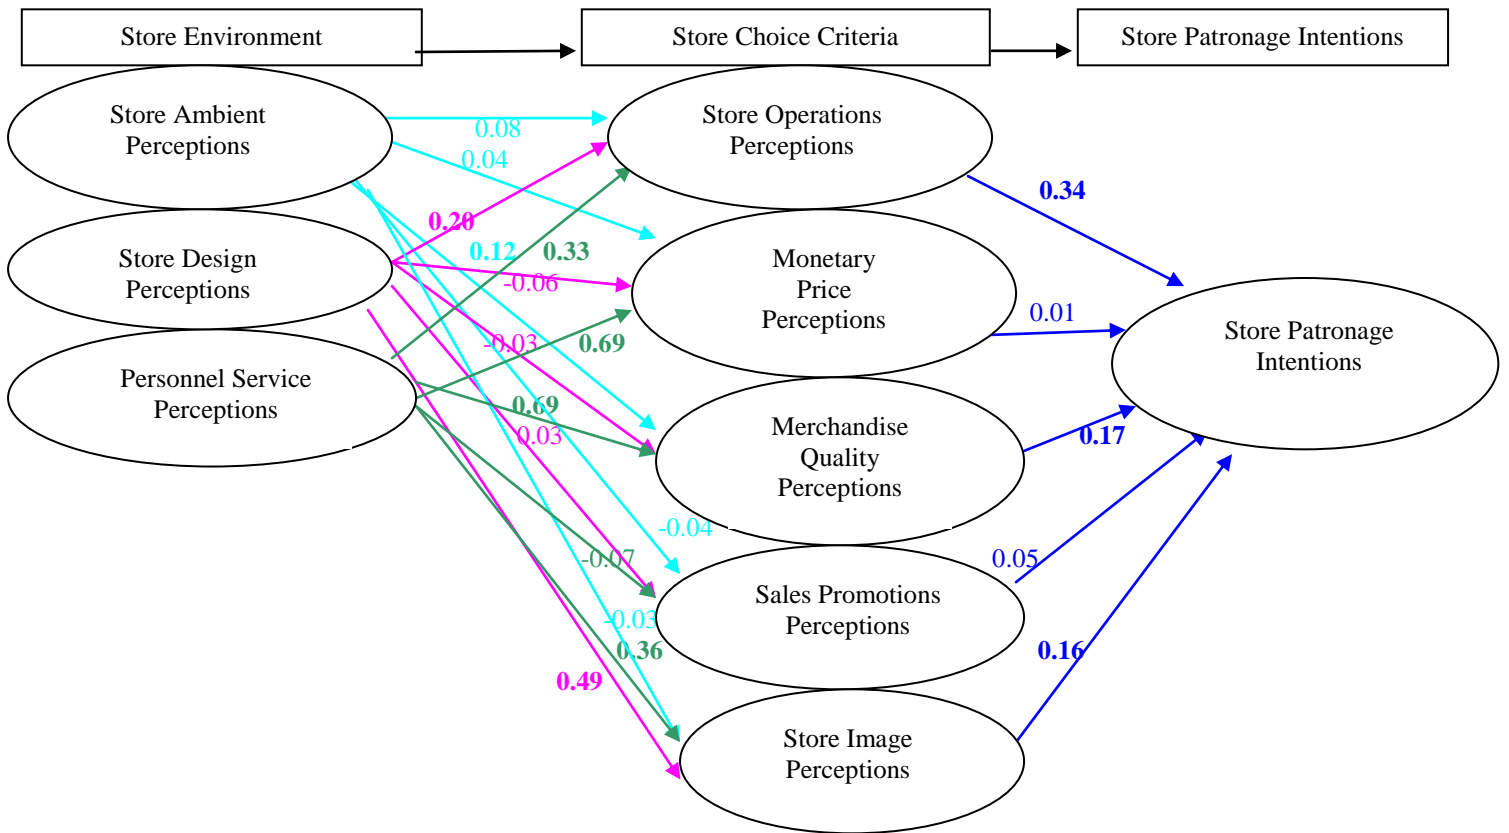 Store Environment
Store Choice Criteria
Store Patronage Intentions
Store Ambient
Perceptions
Store Design
Perceptions
Personnel Service
Perceptions
0.08
0.04
0.20
0.12
0.33
-0.06
-0.03
0.69
0.69
0.03
-0.04
-0.07
-0.03
0.36
0.49
Store Operations
Perceptions
Monetary
Price
Perceptions
Merchandise
Quality
Perceptions
Sales Promotions
Perceptions
Store Image
Perceptions
0.34
0.01
0.17
0.05
0.16
Store Patronage
Intentions